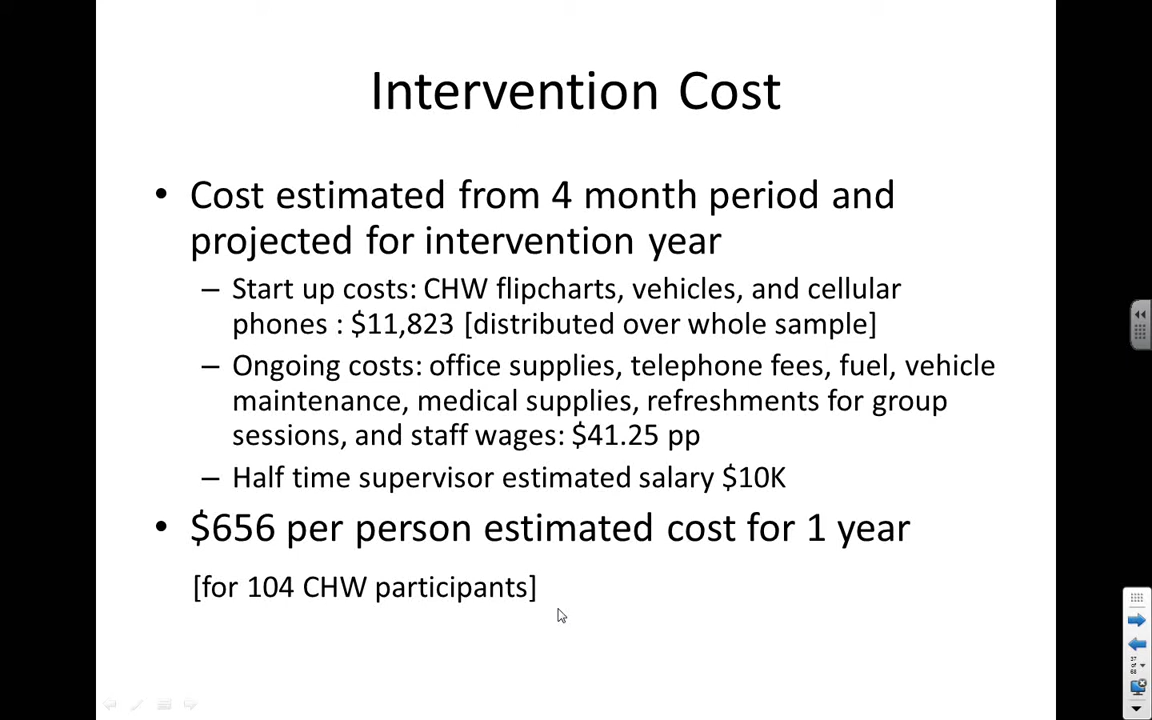 Intervention Cost
• Cost estimated from 4 month period and
projected for intervention year
– Start up costs: CHW flipcharts, vehicles, and cellular
phones : $11,823 [distributed over whole sample]
– Ongoing costs: office supplies, telephone fees, fuel, vehicle
maintenance, medical supplies, refreshments for group
sessions, and staff wages: $41.25 pp
– Half time supervisor estimated salary $10K
• $656 per person estimated cost for 1 year
[for 104 CHW participants]
37
of
68